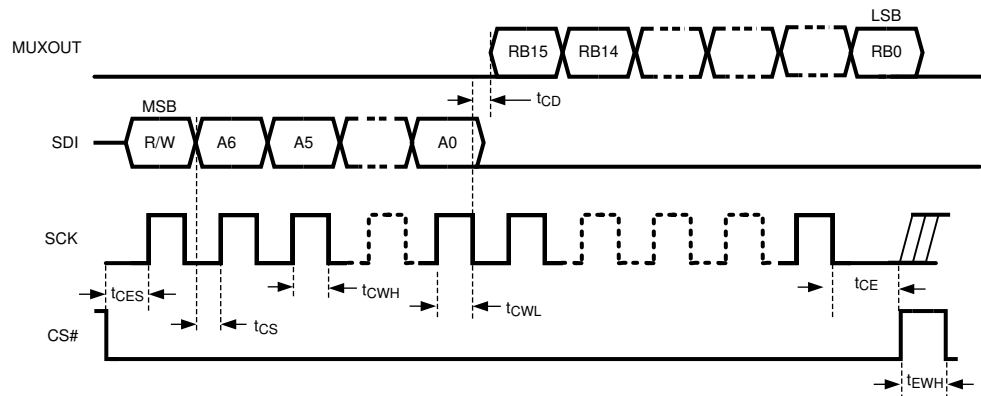 LSB
MUXOUT RB15 RB14 RB0
tCD
MSB
SDI R/W A6 A5 A0
SCK
tCES tCS tCWH tCWL tCE
CS#
tEWH